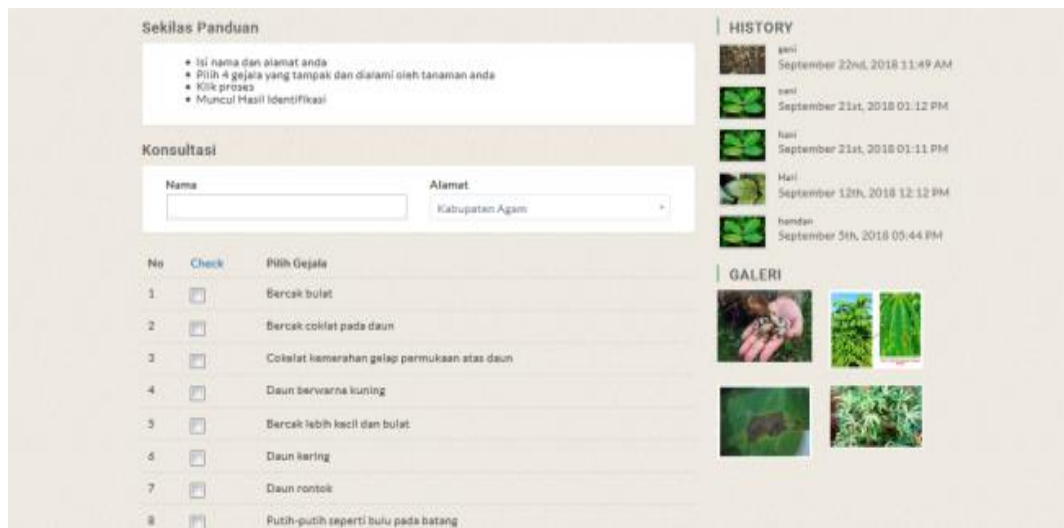 Sekilas Panduan
Isi nama dan alamat anda
Pilih 4 gejala yang tampak dan dialami oleh tanaman anda
Klik proses
Muncul Hasil Identifikasi
Konsultasi
Nama
Alamat
Kabupaten Agam
No Check Pilih Gejala
1 Bercak bulat
2 Bercak coklat pada daun
3 Cokelat kemerahan gelap permukaan atas daun
4 Daun berwarna kuning
5 Bercak lebih kecil dan bulat
6 Daun kering
7 Daun rontok
8 Putih-putih seperti bulu pada batang
HISTORY
September 22nd, 2018 11:49 AM
September 21st, 2018 01:12 PM
hani
September 21st, 2018 01:11 PM
Hari
September 12th, 2018 12:12 PM
hamdan
September 5th, 2018 05:44 PM
GALERI